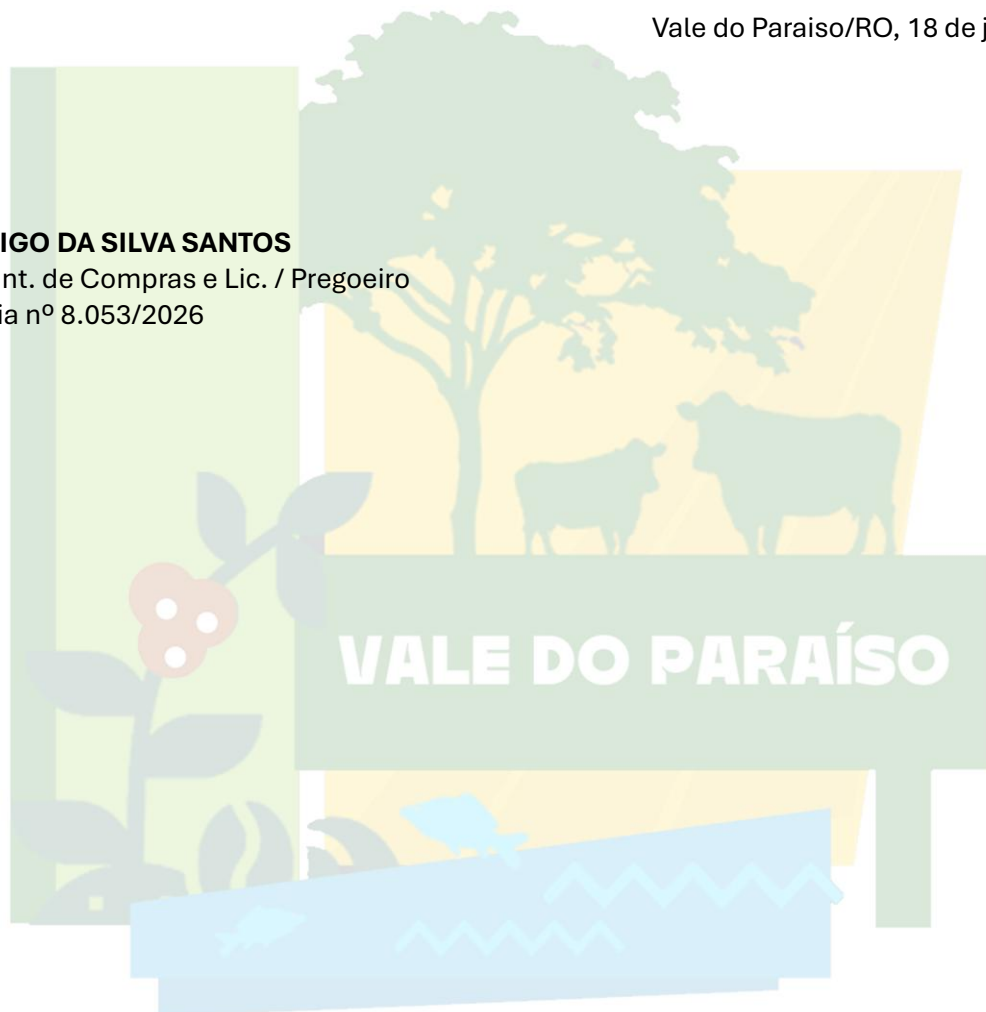 Vale do Paraiso/RO, 18 de j
IGO DA SILVA SANTOS
nt. de Compras e Lic. / Pregoeiro
ia nº 8.053/2026
VALE DO PARAÍSO